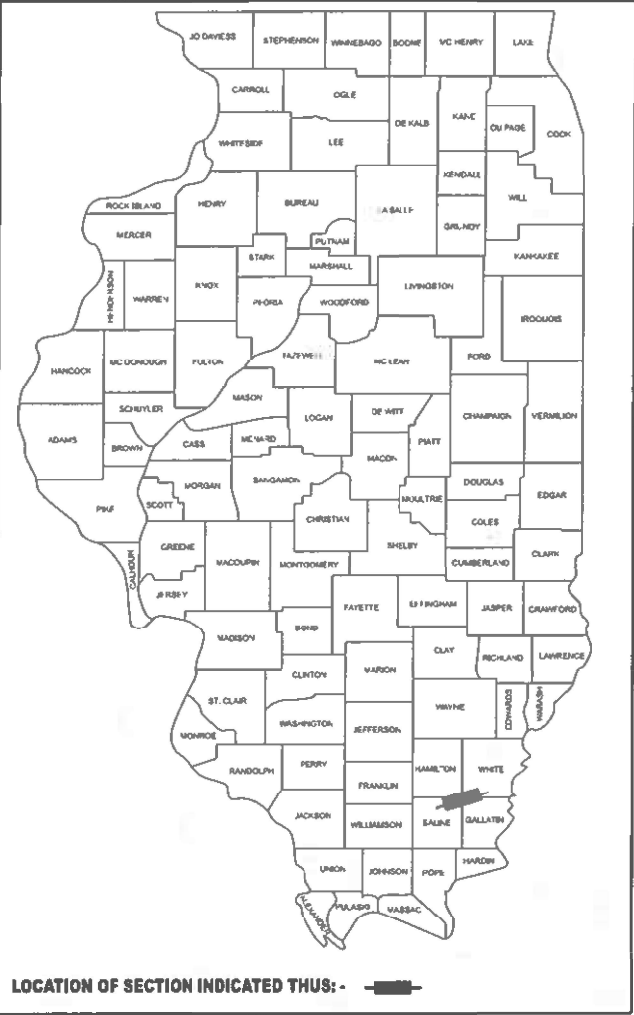 JO DAVIESS STEPHENSON WINNEBAGO BOONE MC HENRY LAKE
CARROLL OGLE DE KALB KANE DU PAGE COOK
WHITESIDE LEE
KENDALL
ROCK ISLAND HENRY BUREAU LA SALLE WILL
MERCER PUTNAM GRUNDY
STARK MARSHALL KANKAKEE
HENDERSON WARREN KNOX PEORIA WOODFORD LIVINGSTON IROQUOIS
HANCOCK MC DONOUGH FULTON TAZEWELL MC LEAN FORD
MASON
SCHUYLER LOGAN DE WITT CHAMPAIGN VERMILION
ADAMS BROWN CASS MENARD PIATT
MACON
MORGAN SANGAMON DOUGLAS
PIKE SCOTT MOULTRIE EDGAR
CHRISTIAN COLES
GREENE SHELBY
CALHOUN MACOUPIN MONTGOMERY CUMBERLAND CLARK
JERSEY FAYETTE EFFINGHAM JASPER CRAWFORD
MADISON BOND
CLAY RICHLAND LAWRENCE
CLINTON MARION
ST. CLAIR WAYNE EDWARDS WABASH
WASHINGTON JEFFERSON
MONROE
RANDOLPH PERRY HAMILTON WHITE
FRANKLIN
JACKSON WILLIAMSON SALINE GALLATIN
UNION JOHNSON POPE HARDIN
ALEXANDER PULASKI MASSAC
LOCATION OF SECTION INDICATED THUS: -